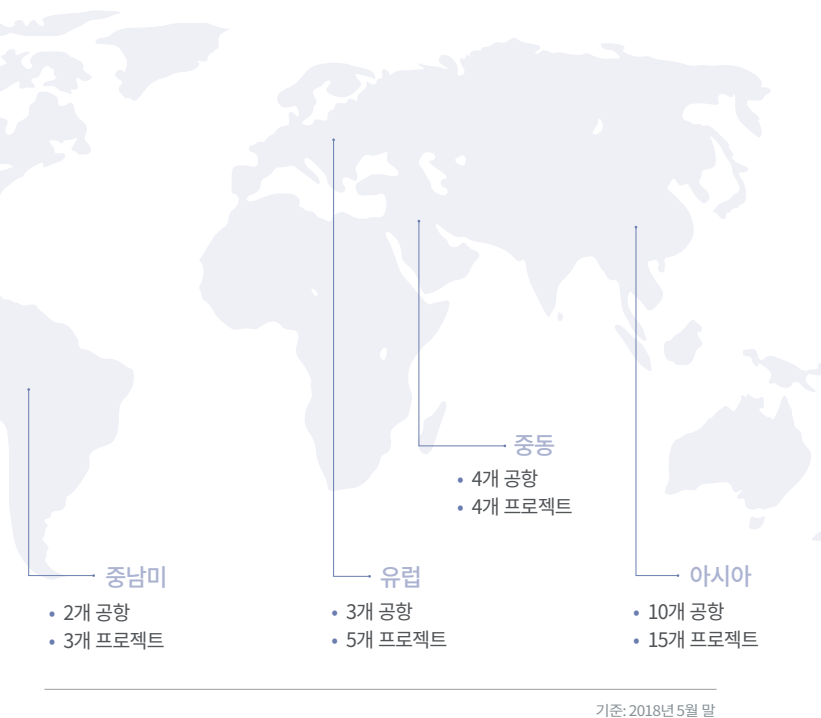 중동
• 4개 공항
• 4개 프로젝트
중남미
• 2개 공항
• 3개 프로젝트
유럽
• 3개 공항
• 5개 프로젝트
아시아
• 10개 공항
• 15개 프로젝트
기준: 2018년 5월 말